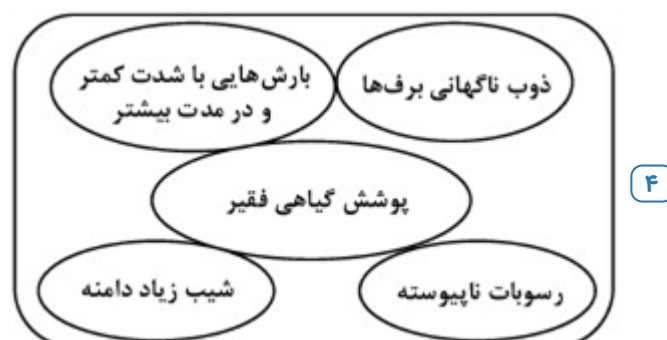 ذوب ناگهانی برف‌ها
بارش‌هایی با شدت کمتر
و در مدت بیشتر
پوشش گیاهی فقیر
۴
رسوبات ناپیوسته
شیب زیاد دامنه